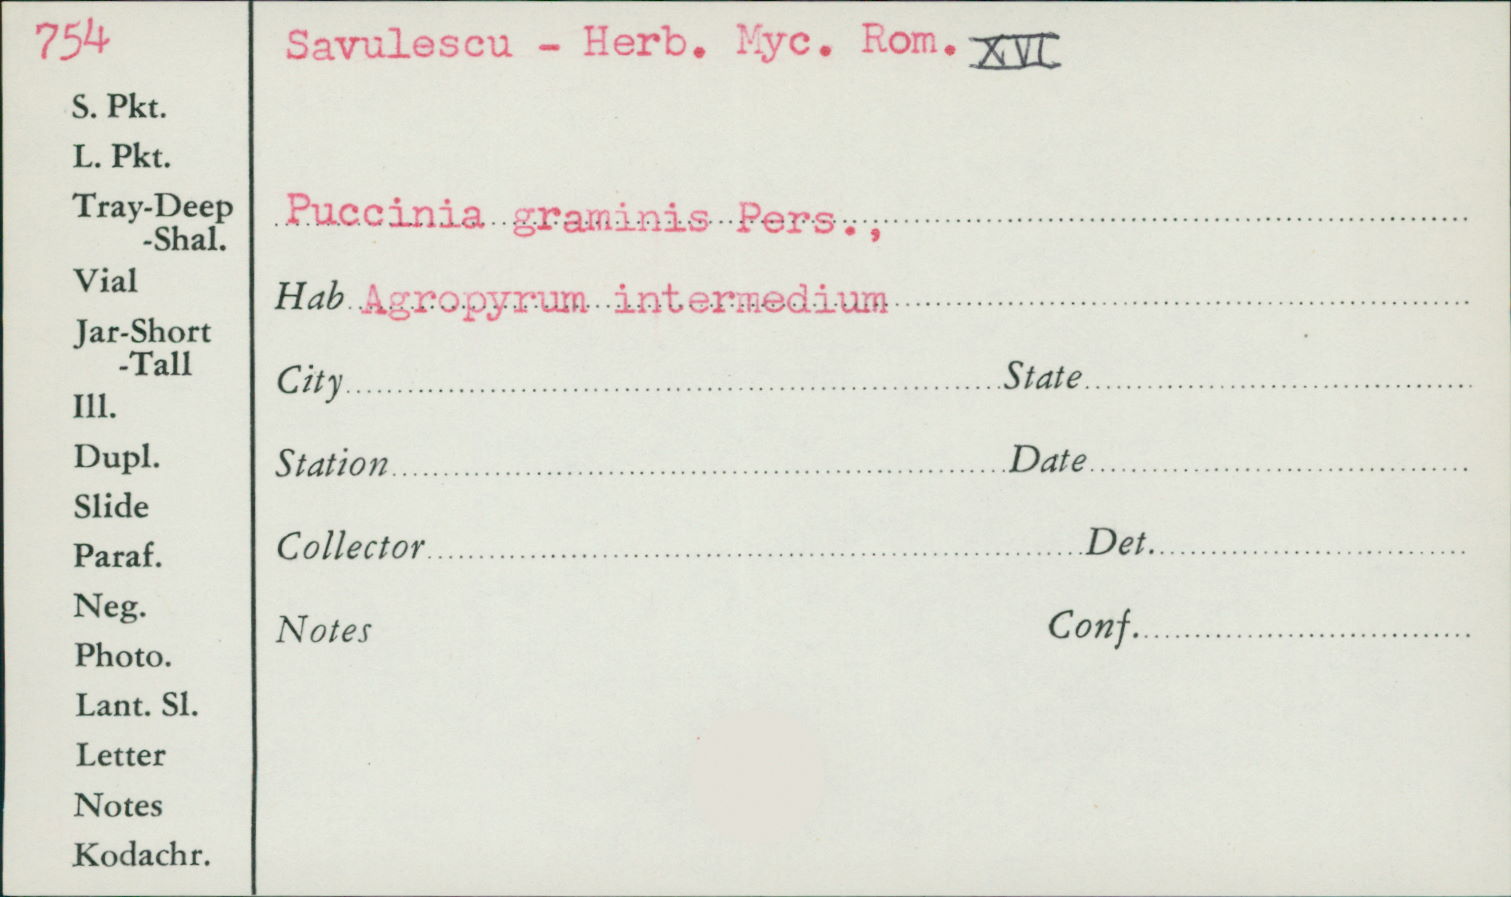 754
Savulescu - Herb. Myc. Rom. XVI
S. Pkt.
L. Pkt.
Tray-Deep
-Shal.
Vial
Jar-Short
-Tall
Ill.
Dupl.
Slide
Paraf.
Neg.
Photo.
Lant. Sl.
Letter
Notes
Kodachr.
Puccinia graminis Pers.,
Hab Agropyrum intermedium
City State
Station Date
Collector Det.
Notes Conf.